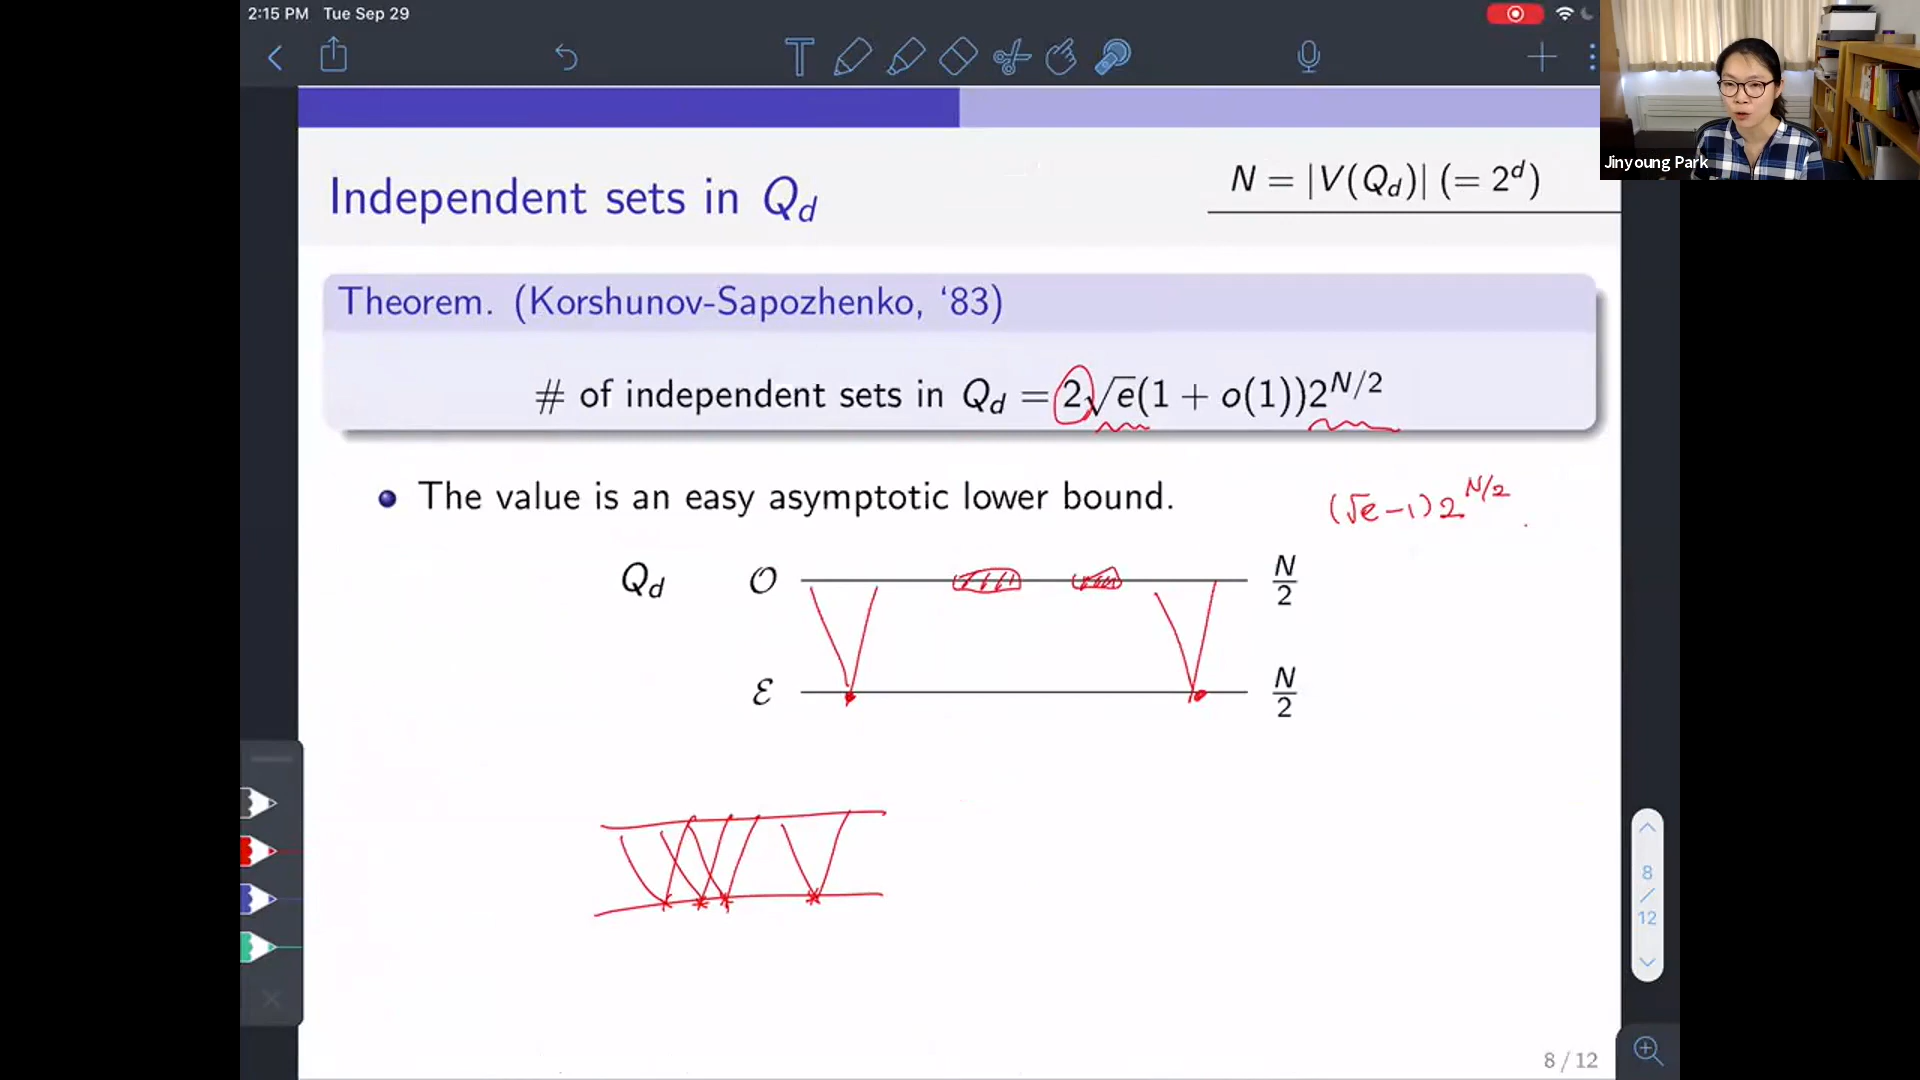 2:15 PM Tue Sep 29
Jinyoung Park
Independent sets in Q_d
N = |V(Q_d)| (= 2^d)
Theorem. (Korshunov-Sapozhenko, ‘83)
# of independent sets in Q_d = 2√e(1 + o(1))2^{N/2}
The value is an easy asymptotic lower bound.
(√e − 1) 2^{N/2}
Q_d O N/2
E N/2
8
/
12
8 / 12